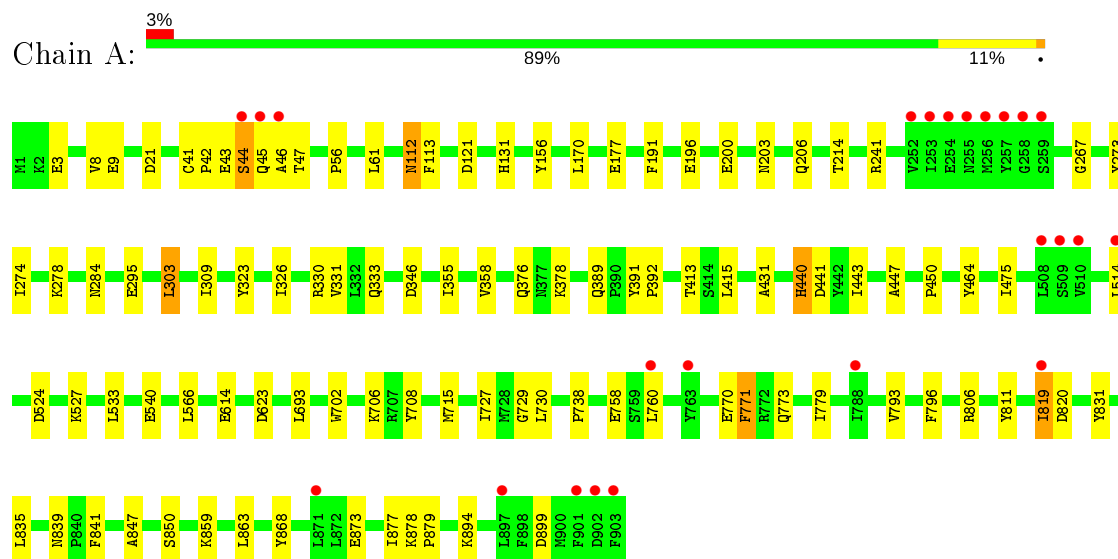 3%
Chain A:
89% 11% •
M1 K2 E3 V8 E9 D21 C41 P42 E43 S44 Q45 A46 T47 P56 L61 N112 F113 D121 H131 Y156 L170 E177 F191 E196 E200 N203 Q206 T214 R241 V252 I253 E254 N255 M256 Y257 G258 S259 G267 Y273
I274 K278 N284 E295 L303 I309 Y323 I326 R330 V331 L332 Q333 D346 I355 V358 Q376 N377 K378 Q389 P390 Y391 P392 T413 S414 L415 A431 H440 D441 Y442 I443 A447 P450 Y464 I475 L508 S509 V510 L514
D524 K527 L533 E540 L566 E614 D623 L693 W702 K706 R707 Y708 M715 I727 M728 G729 L730 P738 E758 S759 L760 Y763 E770 F771 R772 Q773 I779 I788 V793 F796 R806 Y811 I819 D820 Y831
L835 N839 P840 F841 A847 S850 K859 L863 Y868 L871 L872 E873 I877 K878 P879 K894 L897 F898 D899 M900 F901 D902 F903